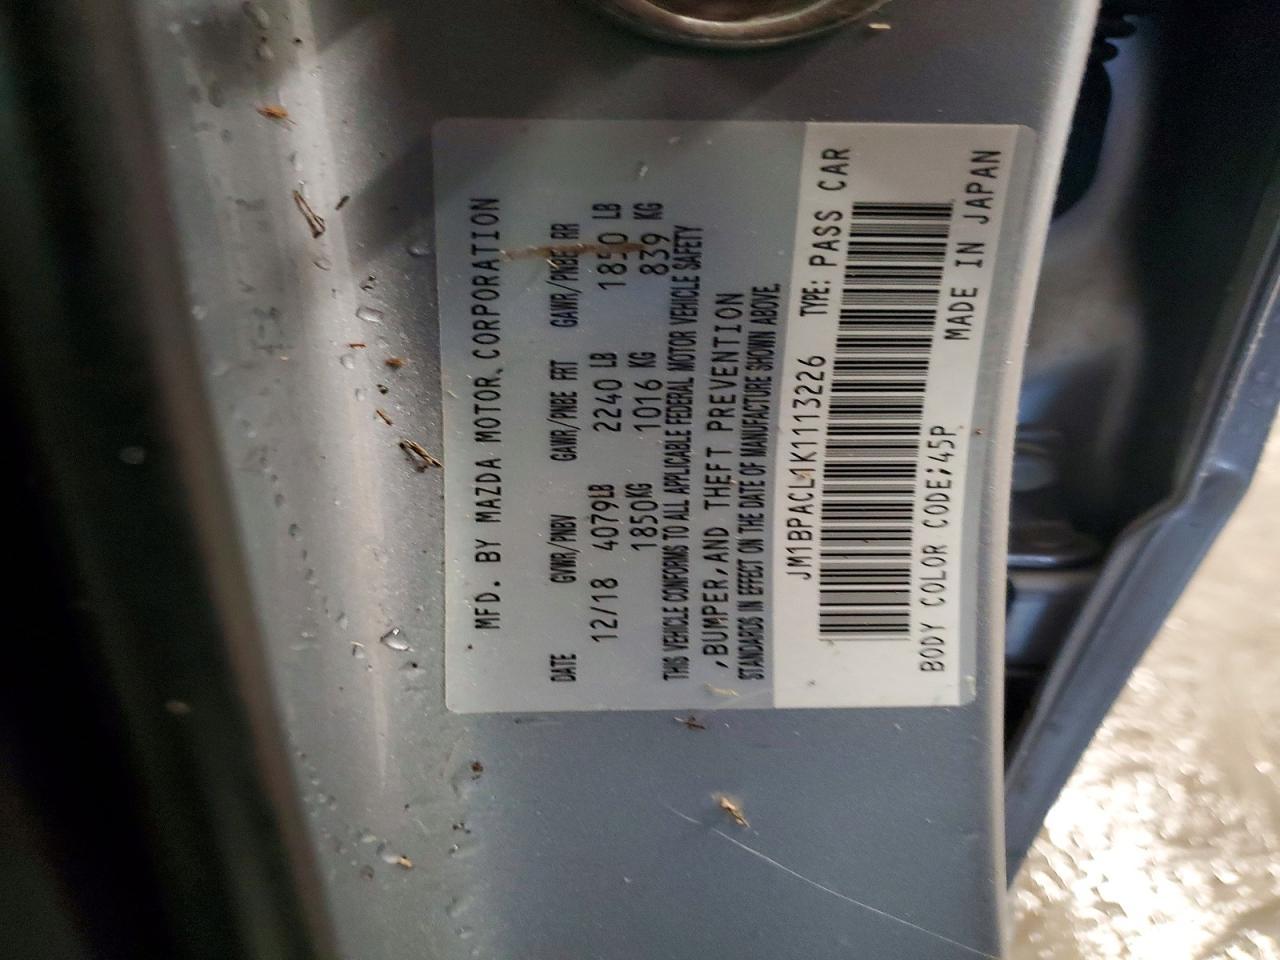 MFD. BY MAZDA MOTOR CORPORATION
DATE GVWR/PNBV GAWR/PNBE FRT GAWR/PNBE RR
12/18 4079LB 2240 LB 1850 LB
1850KG 1016 KG 839 KG
THIS VEHICLE CONFORMS TO ALL APPLICABLE FEDERAL MOTOR VEHICLE SAFETY
,BUMPER,AND THEFT PREVENTION
STANDARDS IN EFFECT ON THE DATE OF MANUFACTURE SHOWN ABOVE.
JM1BPACL1K1113226 TYPE: PASS CAR
BODY COLOR CODE:45P MADE IN JAPAN